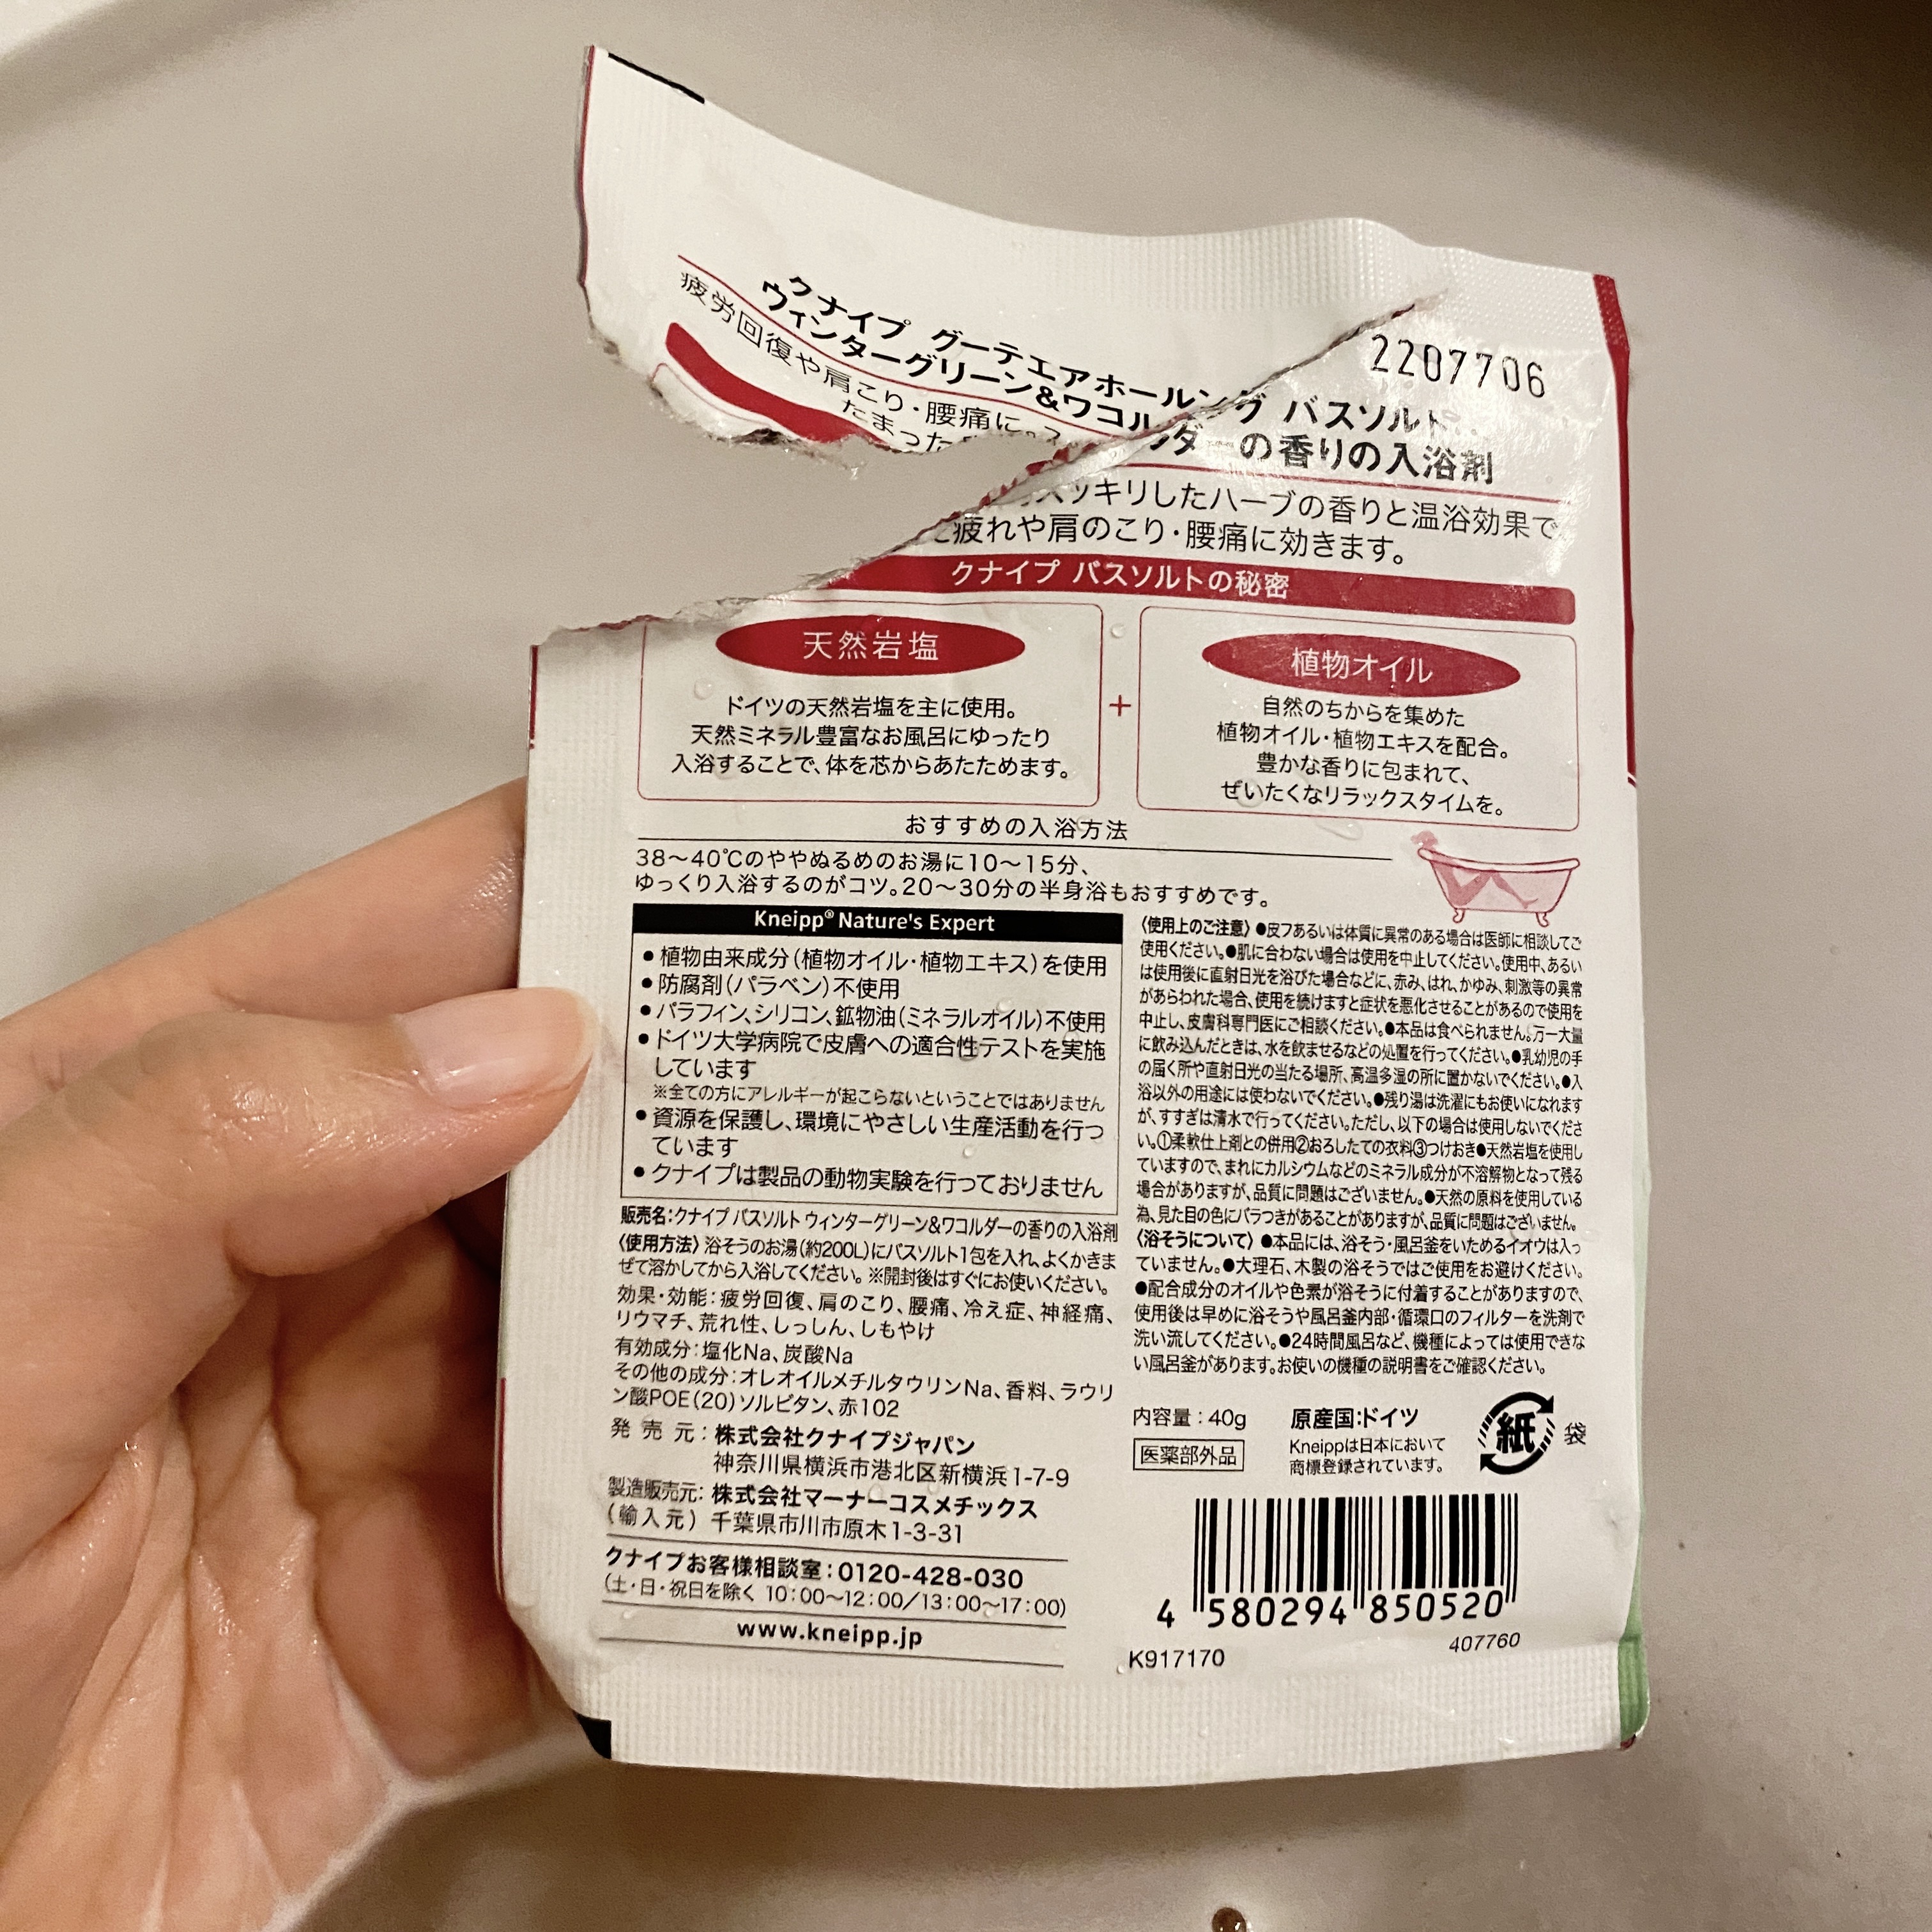 2207706
クナイプ グーテエアホールング バスソルト
ウィンターグリーン&ワコルダーの香りの入浴剤
疲労回復や肩こり・腰痛に。スッキリしたハーブの香りと温浴効果で
たまった疲れや肩のこり・腰痛に効きます。
クナイプ バスソルトの秘密
天然岩塩
ドイツの天然岩塩を主に使用。
天然ミネラル豊富なお風呂にゆったり
入浴することで、体を芯からあたためます。
+
植物オイル
自然のちからを集めた
植物オイル・植物エキスを配合。
豊かな香りに包まれて、
ぜいたくなリラックスタイムを。
おすすめの入浴方法
38〜40℃のややぬるめのお湯に10〜15分、
ゆっくり入浴するのがコツ。20〜30分の半身浴もおすすめです。
Kneipp® Nature's Expert
●植物由来成分(植物オイル・植物エキス)を使用
●防腐剤(パラベン)不使用
●パラフィン、シリコン、鉱物油(ミネラルオイル)不使用
●ドイツ大学病院で皮膚への適合性テストを実施
しています
※全ての方にアレルギーが起こらないということではありません
●資源を保護し、環境にやさしい生産活動を行っ
ています
●クナイプは製品の動物実験を行っておりません
販売名:クナイプ バスソルト ウィンターグリーン&ワコルダーの香りの入浴剤
〈使用方法〉浴そうのお湯(約200L)にバスソルト1包を入れ、よくかきま
ぜて溶かしてから入浴してください。※開封後はすぐにお使いください。
効果・効能:疲労回復、肩のこり、腰痛、冷え症、神経痛、
リウマチ、荒れ性、しっしん、しもやけ
有効成分:塩化Na、炭酸Na
その他の成分:オレオイルメチルタウリンNa、香料、ラウリ
ン酸POE(20)ソルビタン、赤102
発売元:株式会社クナイプジャパン
神奈川県横浜市港北区新横浜1-7-9
製造販売元:株式会社マーナーコスメチックス
(輸入元) 千葉県市川市原木1-3-31
クナイプお客様相談室:0120-428-030
(土・日・祝日を除く 10:00〜12:00/13:00〜17:00)
www.kneipp.jp
〈使用上のご注意〉●皮フあるいは体質に異常のある場合は医師に相談してご
使用ください。●肌に合わない場合は使用を中止してください。使用中、あるい
は使用後に直射日光を浴びた場合などに、赤み、はれ、かゆみ、刺激等の異常
があらわれた場合、使用を続けますと症状を悪化させることがあるので使用を
中止し、皮膚科専門医にご相談ください。●本品は食べられません。万一大量
に飲み込んだときは、水を飲ませるなどの処置を行ってください。●乳幼児の手
の届く所や直射日光の当たる場所、高温多湿の所に置かないでください。●入
浴以外の用途には使わないでください。●残り湯は洗濯にもお使いになれます
が、すすぎは清水で行ってください。ただし、以下の場合は使用しないでくださ
い。①柔軟仕上剤との併用②おろしたての衣料③つけおき●天然岩塩を使用し
ていますので、まれにカルシウムなどのミネラル成分が不溶解物となって残る
場合がありますが、品質に問題はございません。●天然の原料を使用している
為、見た目の色にバラつきがあることがありますが、品質に問題はございません。
〈浴そうについて〉●本品には、浴そう・風呂釜をいためるイオウは入っ
ていません。●大理石、木製の浴そうではご使用をお避けください。
●配合成分のオイルや色素が浴そうに付着することがありますので、
使用後は早めに浴そうや風呂釜内部・循環口のフィルターを洗剤で
洗い流してください。●24時間風呂など、機種によっては使用できな
い風呂釜があります。お使いの機種の説明書をご確認ください。
内容量:40g
医薬部外品
原産国:ドイツ
Kneippは日本において
商標登録されています。
紙 袋
4 580294 850520
K917170
407760